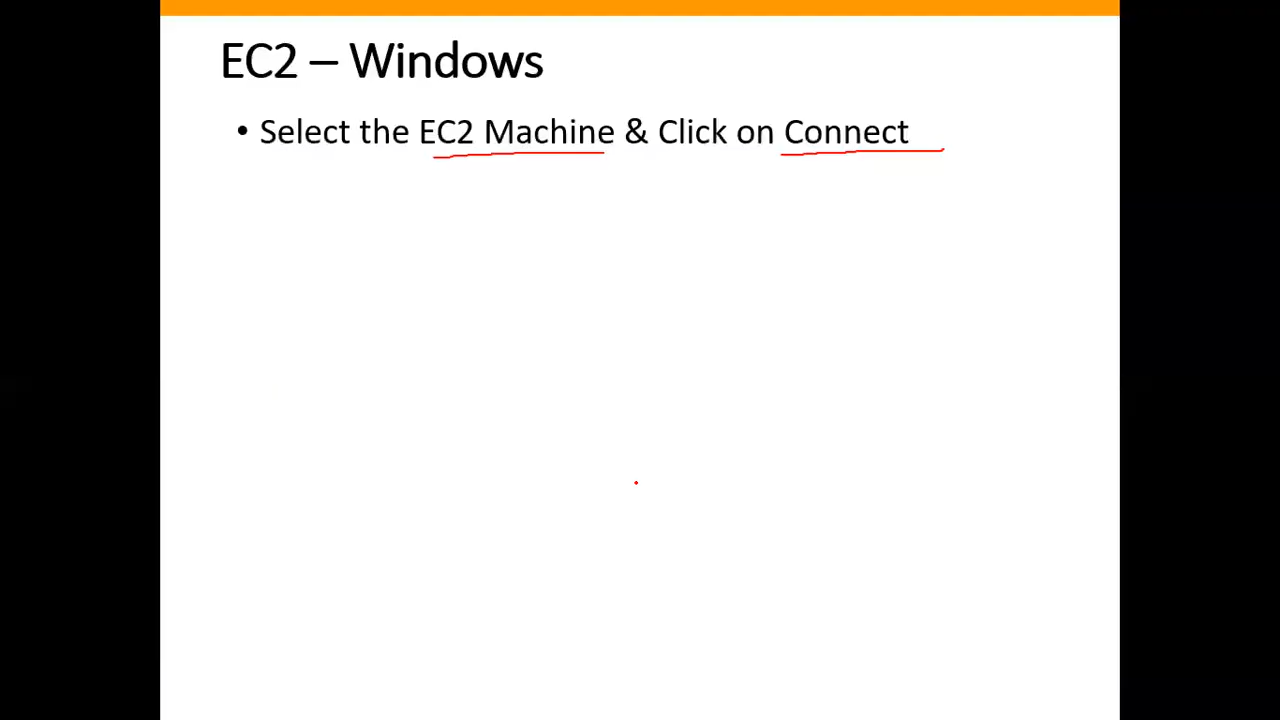 EC2 – Windows
• Select the EC2 Machine & Click on Connect